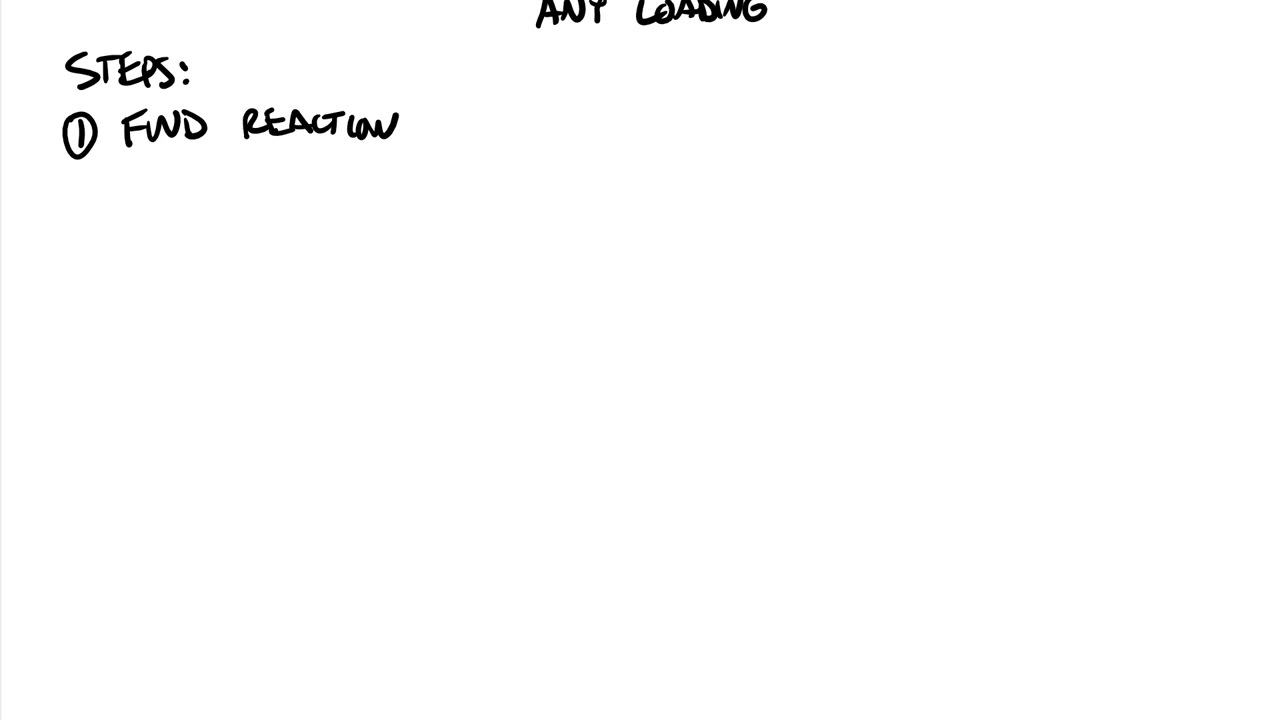 ANY LOADING
STEPS:
① FIND REACTION